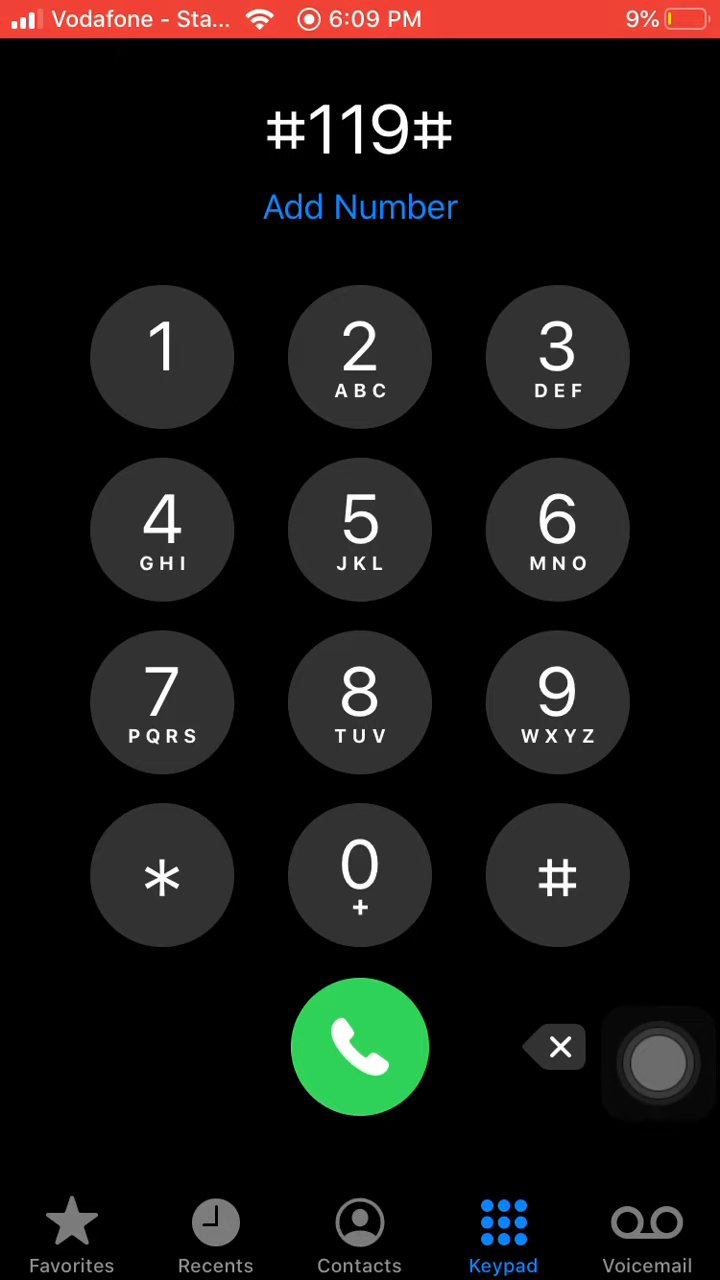 Vodafone - Sta... 6:09 PM 9%
#119#
Add Number
1 2 3
ABC DEF
4 5 6
GHI JKL MNO
7 8 9
PQRS TUV WXYZ
* 0 #
+
Favorites Recents Contacts Keypad Voicemail